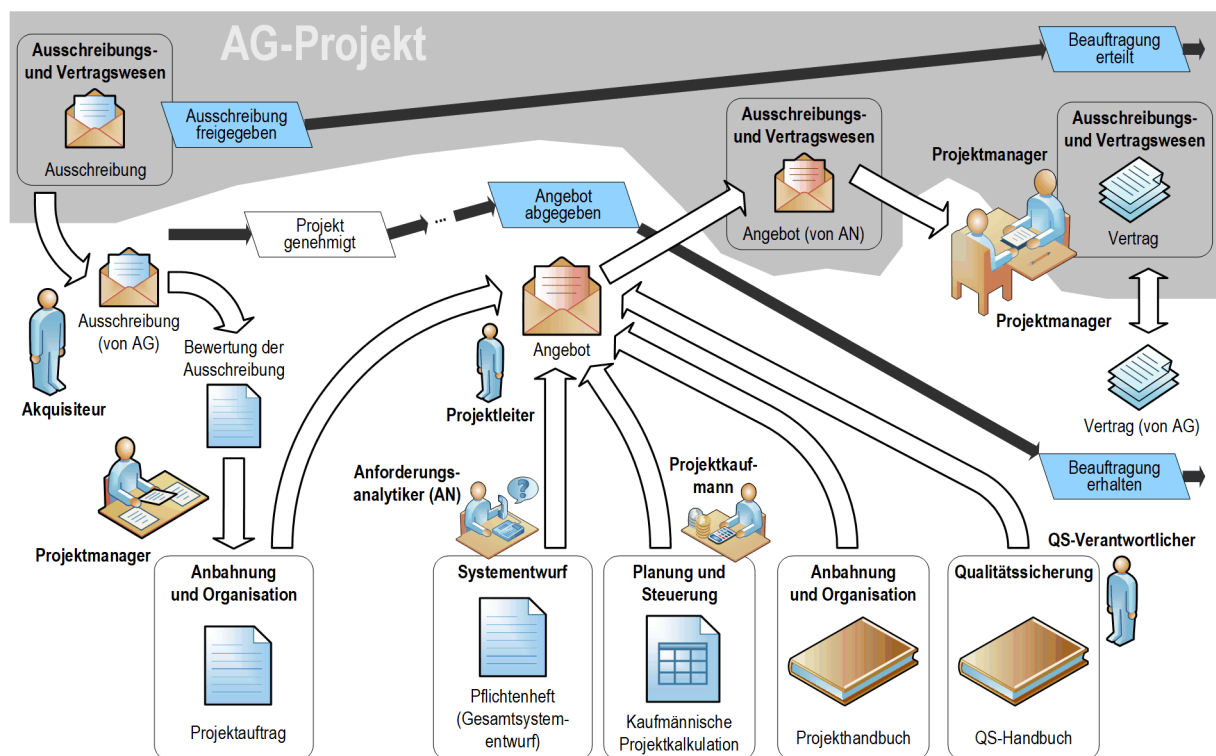 AG-Projekt
Ausschreibungs-
und Vertragswesen
Ausschreibung
Ausschreibung
freigegeben
Beauftragung
erteilt
Ausschreibungs-
und Vertragswesen
Angebot (von AN)
Ausschreibungs-
und Vertragswesen
Vertrag
Projektmanager
Projektmanager
Projekt
genehmigt
...
Angebot
abgegeben
Ausschreibung
(von AG)
Akquisiteur
Bewertung der
Ausschreibung
Projektmanager
Angebot
Projektleiter
Vertrag (von AG)
Beauftragung
erhalten
Anforderungs-
analytiker (AN)
?
Projektkauf-
mann
QS-Verantwortlicher
Anbahnung
und Organisation
Projektauftrag
Systementwurf
Pflichtenheft
(Gesamtsystem-
entwurf)
Planung und
Steuerung
Kaufmännische
Projektkalkulation
Anbahnung
und Organisation
Projekthandbuch
Qualitätssicherung
QS-Handbuch